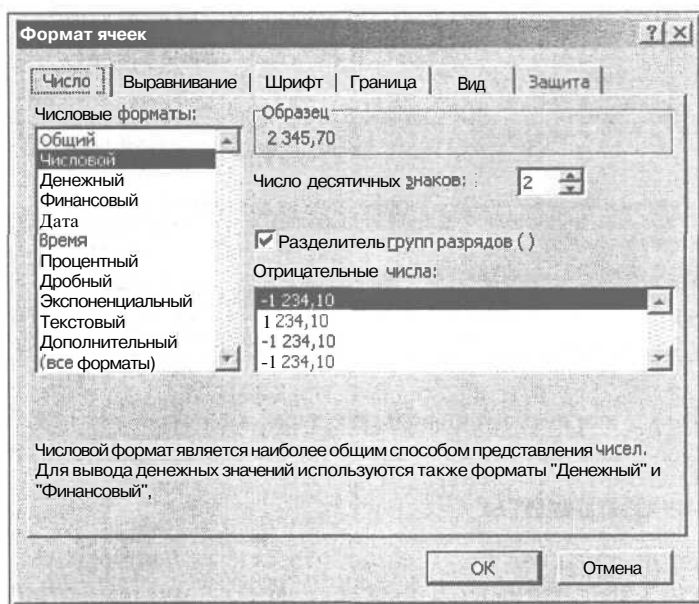 Формат ячеек
Число | Выравнивание | Шрифт | Граница | Вид | Защита |
Числовые форматы:
Общий
Числовой
Денежный
Финансовый
Дата
Время
Процентный
Дробный
Экспоненциальный
Текстовый
Дополнительный
(все форматы)
Образец
2 345,70
Число десятичных знаков: 2
Разделитель групп разрядов ( )
Отрицательные числа:
-1 234,10
1 234,10
-1 234,10
-1 234,10
Числовой формат является наиболее общим способом представления чисел.
Для вывода денежных значений используются также форматы "Денежный" и
"Финансовый",
ОК
Отмена